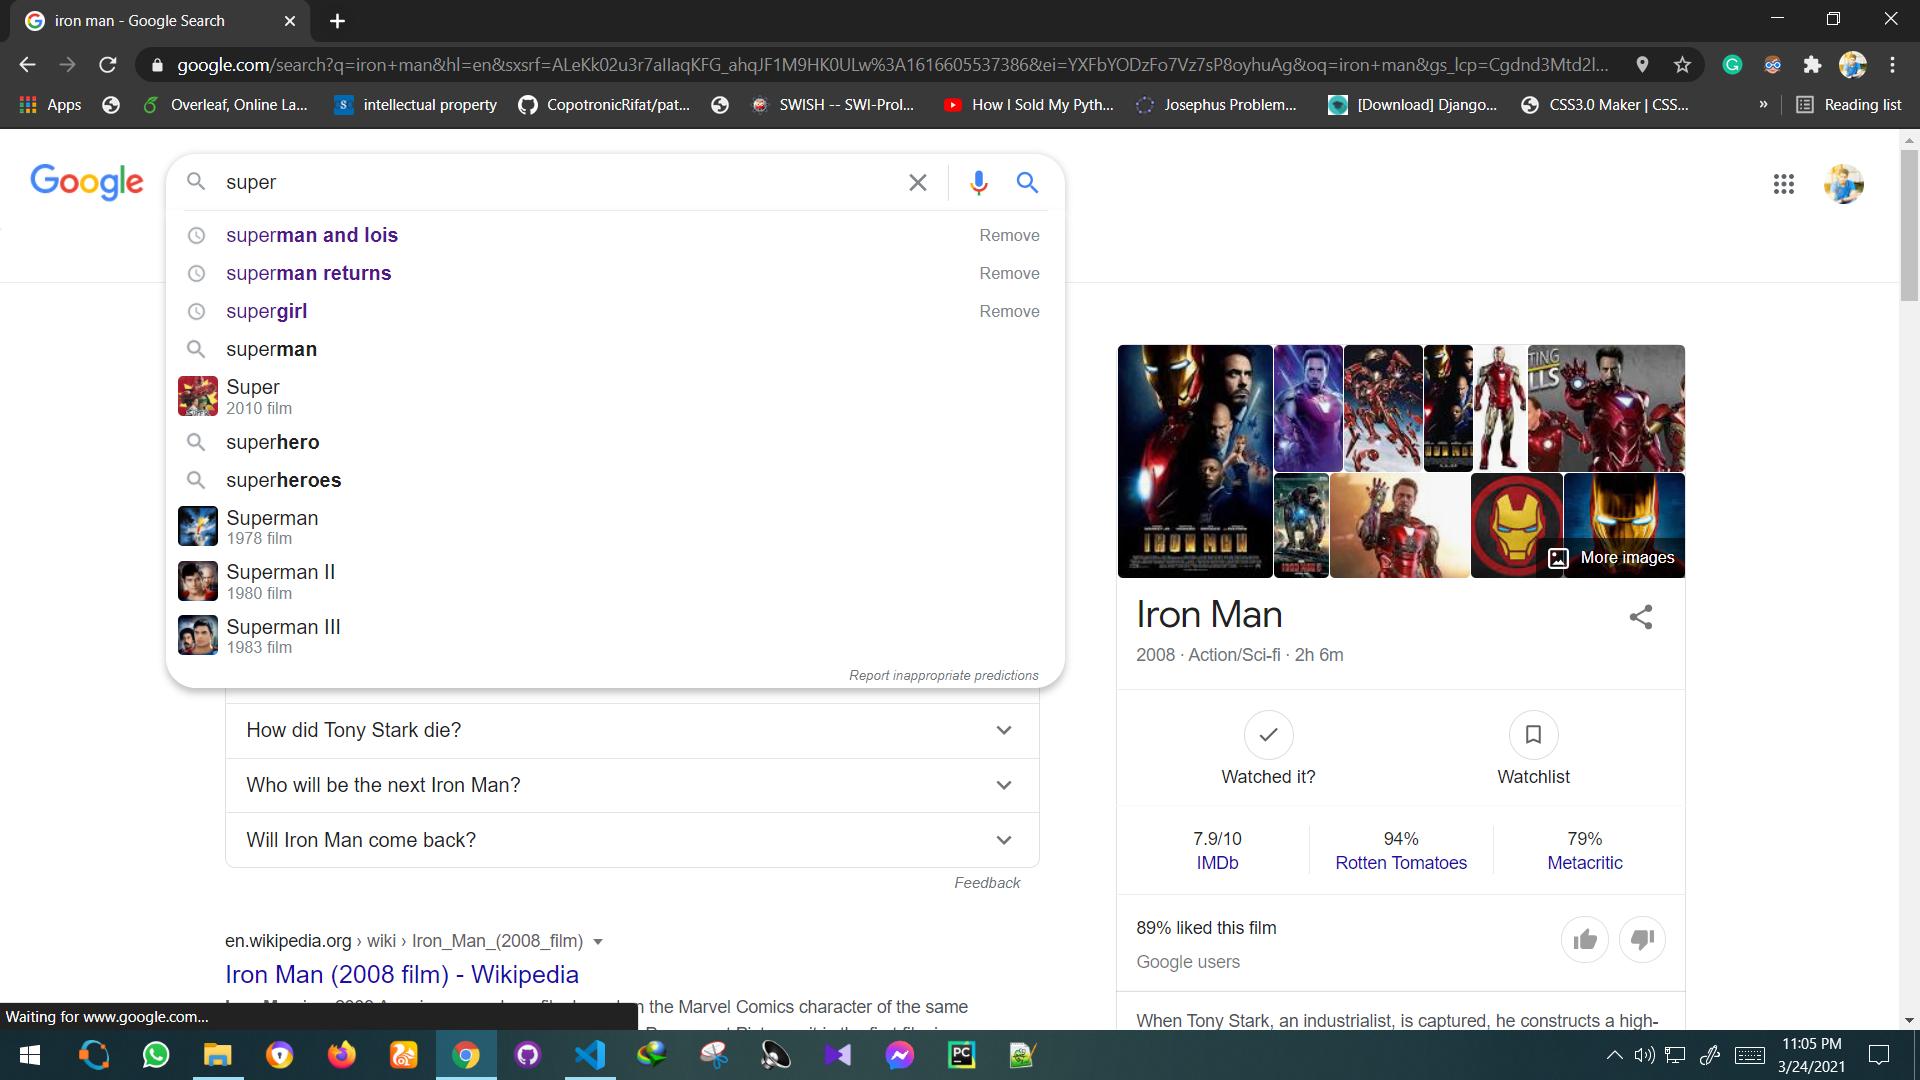 iron man - Google Search
google.com/search?q=iron+man&hl=en&sxsrf=ALeKk02u3r7aIIaqKFG_ahqJF1M9HK0ULw%3A1616605537386&ei=YXFbYODzFo7Vz7sP8oyhuAg&oq=iron+man&gs_lcp=Cgdnd3Mtd2l...
Apps Overleaf, Online La... intellectual property CopotronicRifat/pat... SWISH -- SWI-Prol... How I Sold My Pyth... Josephus Problem... [Download] Django... CSS3.0 Maker | CSS... » Reading list
Google
super
superman and lois Remove
superman returns Remove
supergirl Remove
superman
Super
2010 film
superhero
superheroes
Superman
1978 film
Superman II
1980 film
Superman III
1983 film
Report inappropriate predictions
How did Tony Stark die?
Who will be the next Iron Man?
Will Iron Man come back?
Feedback
en.wikipedia.org › wiki › Iron_Man_(2008_film)
Iron Man (2008 film) - Wikipedia
n the Marvel Comics character of the same
IRON MAN
More images
Iron Man
2008 · Action/Sci-fi · 2h 6m
Watched it?
Watchlist
7.9/10 94% 79%
IMDb Rotten Tomatoes Metacritic
89% liked this film
Google users
When Tony Stark, an industrialist, is captured, he constructs a high-
Waiting for www.google.com...
11:05 PM
3/24/2021